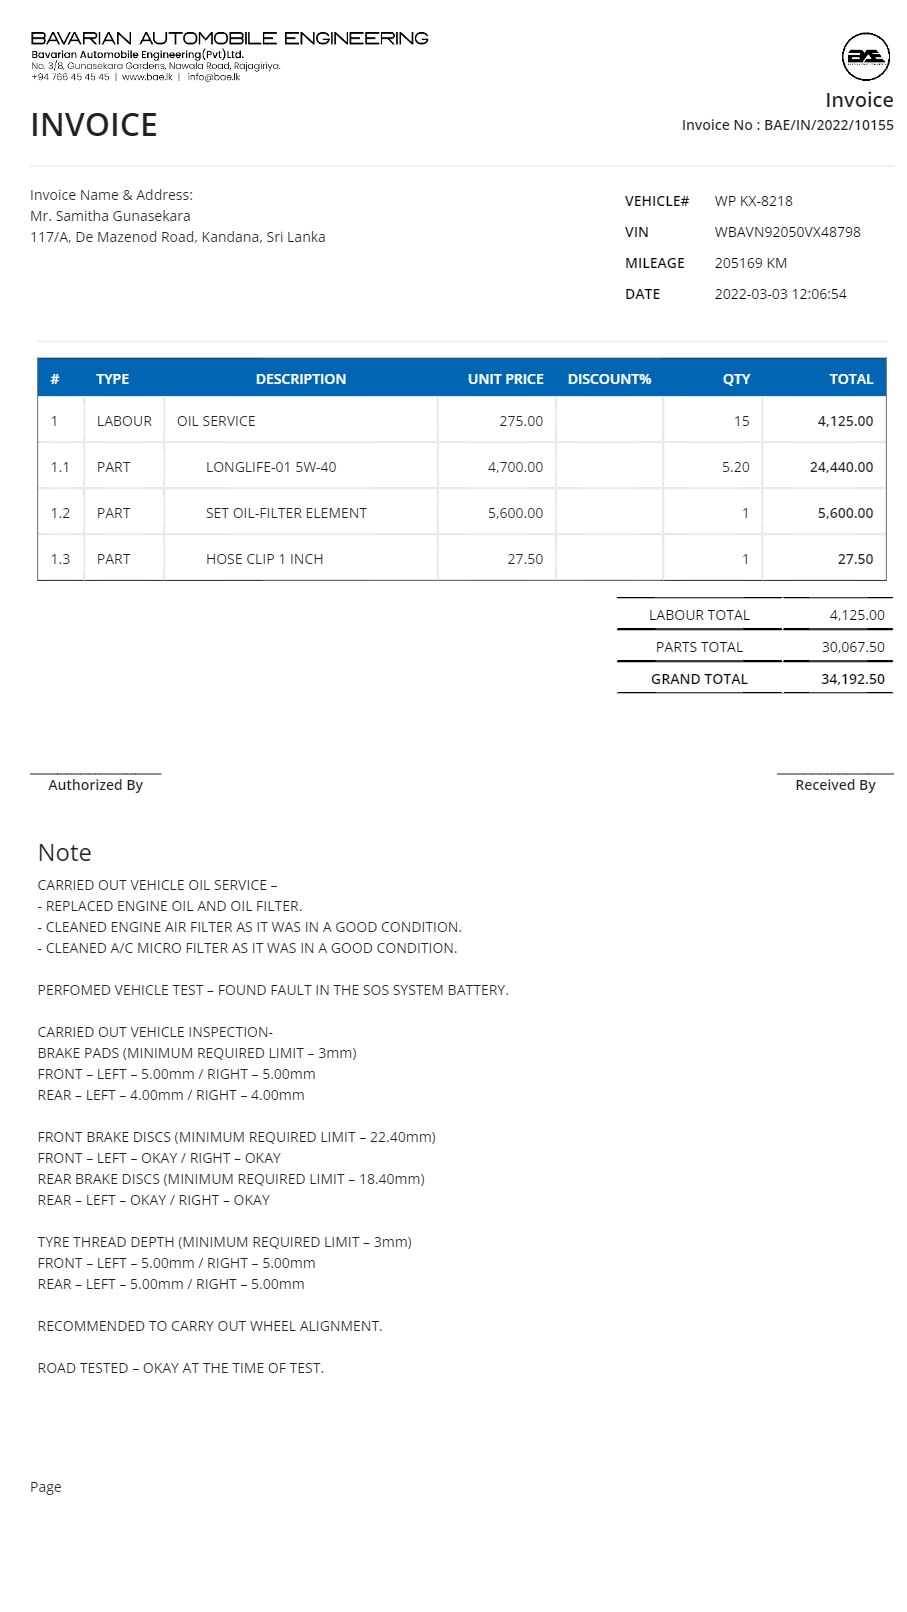 BAVARIAN AUTOMOBILE ENGINEERING
Bavarian Automobile Engineering(Pvt)Ltd.
No. 3/8, Gunasekara Gardens, Nawala Road, Rajagiriya.
+94 766 45 45 45 | www.bae.lk | info@bae.lk
BAE
Invoice
INVOICE
Invoice No : BAE/IN/2022/10155
Invoice Name & Address:
Mr. Samitha Gunasekara
117/A, De Mazenod Road, Kandana, Sri Lanka
VEHICLE# WP KX-8218
VIN WBAVN92050VX48798
MILEAGE 205169 KM
DATE 2022-03-03 12:06:54
# TYPE DESCRIPTION UNIT PRICE DISCOUNT% QTY TOTAL
1 LABOUR OIL SERVICE 275.00 15 4,125.00
1.1 PART LONGLIFE-01 5W-40 4,700.00 5.20 24,440.00
1.2 PART SET OIL-FILTER ELEMENT 5,600.00 1 5,600.00
1.3 PART HOSE CLIP 1 INCH 27.50 1 27.50
LABOUR TOTAL 4,125.00
PARTS TOTAL 30,067.50
GRAND TOTAL 34,192.50
Authorized By Received By
Note
CARRIED OUT VEHICLE OIL SERVICE –
- REPLACED ENGINE OIL AND OIL FILTER.
- CLEANED ENGINE AIR FILTER AS IT WAS IN A GOOD CONDITION.
- CLEANED A/C MICRO FILTER AS IT WAS IN A GOOD CONDITION.
PERFOMED VEHICLE TEST – FOUND FAULT IN THE SOS SYSTEM BATTERY.
CARRIED OUT VEHICLE INSPECTION-
BRAKE PADS (MINIMUM REQUIRED LIMIT – 3mm)
FRONT – LEFT – 5.00mm / RIGHT – 5.00mm
REAR – LEFT – 4.00mm / RIGHT – 4.00mm
FRONT BRAKE DISCS (MINIMUM REQUIRED LIMIT – 22.40mm)
FRONT – LEFT – OKAY / RIGHT – OKAY
REAR BRAKE DISCS (MINIMUM REQUIRED LIMIT – 18.40mm)
REAR – LEFT – OKAY / RIGHT – OKAY
TYRE THREAD DEPTH (MINIMUM REQUIRED LIMIT – 3mm)
FRONT – LEFT – 5.00mm / RIGHT – 5.00mm
REAR – LEFT – 5.00mm / RIGHT – 5.00mm
RECOMMENDED TO CARRY OUT WHEEL ALIGNMENT.
ROAD TESTED – OKAY AT THE TIME OF TEST.
Page